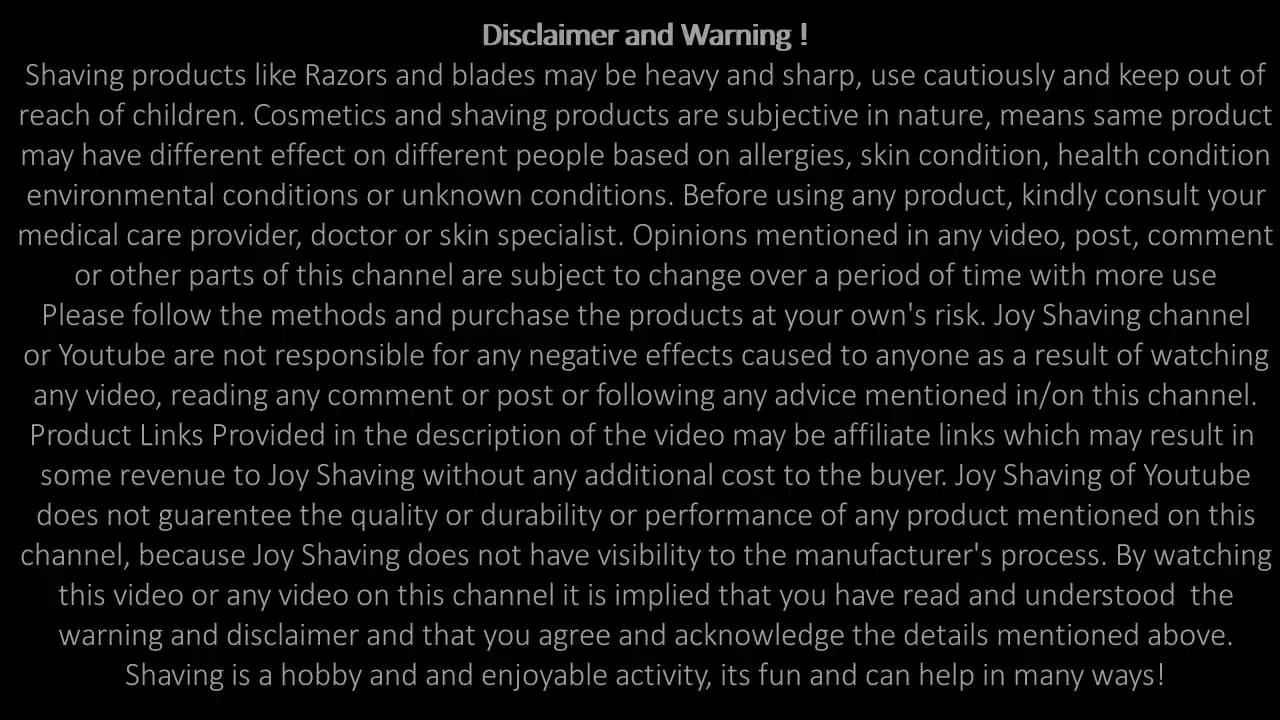 Disclaimer and Warning !
Shaving products like Razors and blades may be heavy and sharp, use cautiously and keep out of
reach of children. Cosmetics and shaving products are subjective in nature, means same product
may have different effect on different people based on allergies, skin condition, health condition
environmental conditions or unknown conditions. Before using any product, kindly consult your
medical care provider, doctor or skin specialist. Opinions mentioned in any video, post, comment
or other parts of this channel are subject to change over a period of time with more use
Please follow the methods and purchase the products at your own's risk. Joy Shaving channel
or Youtube are not responsible for any negative effects caused to anyone as a result of watching
any video, reading any comment or post or following any advice mentioned in/on this channel.
Product Links Provided in the description of the video may be affiliate links which may result in
some revenue to Joy Shaving without any additional cost to the buyer. Joy Shaving of Youtube
does not guarentee the quality or durability or performance of any product mentioned on this
channel, because Joy Shaving does not have visibility to the manufacturer's process. By watching
this video or any video on this channel it is implied that you have read and understood  the
warning and disclaimer and that you agree and acknowledge the details mentioned above.
Shaving is a hobby and and enjoyable activity, its fun and can help in many ways!